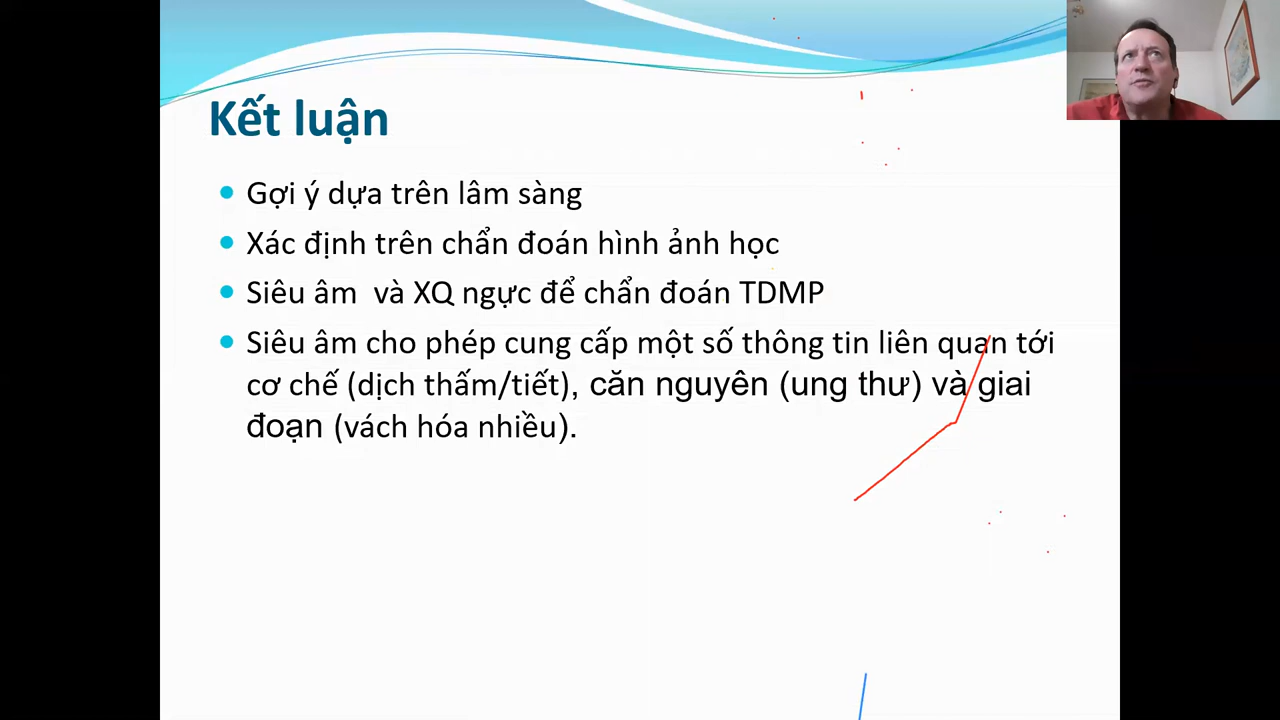 Kết luận
Gợi ý dựa trên lâm sàng
Xác định trên chẩn đoán hình ảnh học
Siêu âm và XQ ngực để chẩn đoán TDMP
Siêu âm cho phép cung cấp một số thông tin liên quan tới
cơ chế (dịch thấm/tiết), căn nguyên (ung thư) và giai
đoạn (vách hóa nhiều).